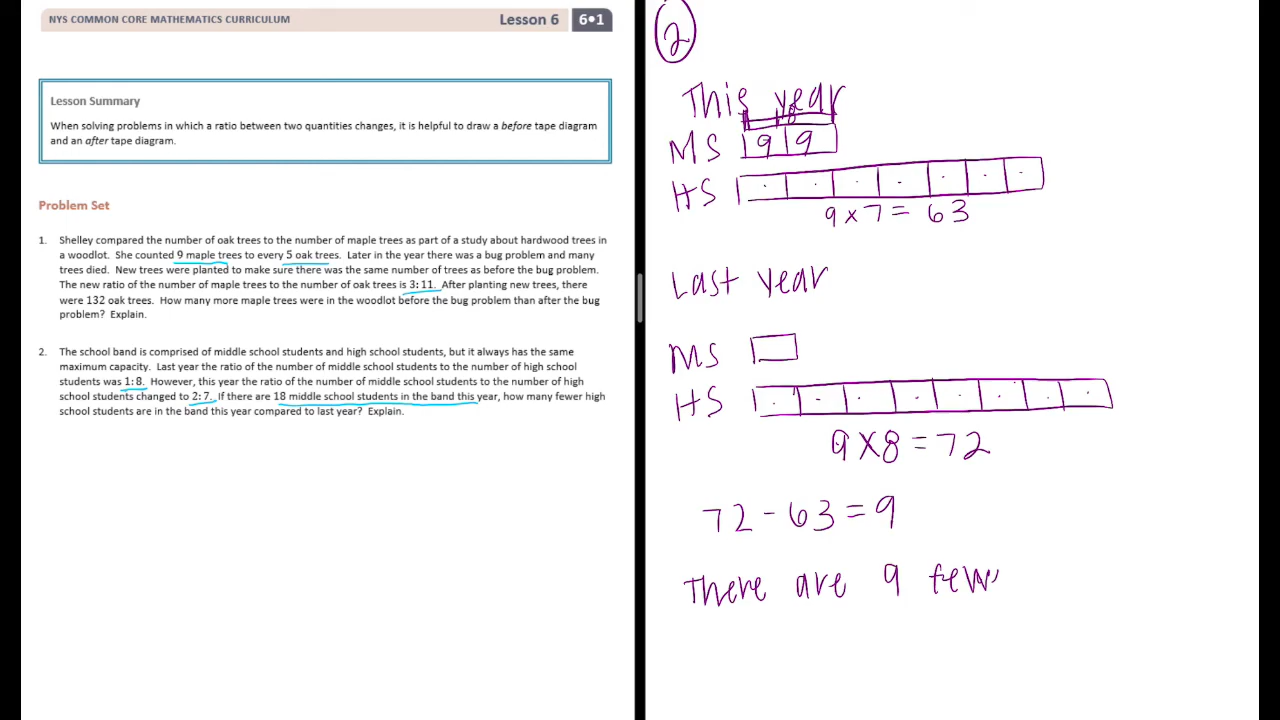 NYS COMMON CORE MATHEMATICS CURRICULUM Lesson 6 6•1
Lesson Summary
When solving problems in which a ratio between two quantities changes, it is helpful to draw a before tape diagram
and an after tape diagram.
Problem Set
1. Shelley compared the number of oak trees to the number of maple trees as part of a study about hardwood trees in
a woodlot. She counted 9 maple trees to every 5 oak trees. Later in the year there was a bug problem and many
trees died. New trees were planted to make sure there was the same number of trees as before the bug problem.
The new ratio of the number of maple trees to the number of oak trees is 3:11. After planting new trees, there
were 132 oak trees. How many more maple trees were in the woodlot before the bug problem than after the bug
problem? Explain.
2. The school band is comprised of middle school students and high school students, but it always has the same
maximum capacity. Last year the ratio of the number of middle school students to the number of high school
students was 1:8. However, this year the ratio of the number of middle school students to the number of high
school students changed to 2:7. If there are 18 middle school students in the band this year, how many fewer high
school students are in the band this year compared to last year? Explain.
2
This year
MS 9 9
HS
9 x 7 = 63
Last year
MS
HS
9 X 8 = 72
72 - 63 = 9
There are 9 few